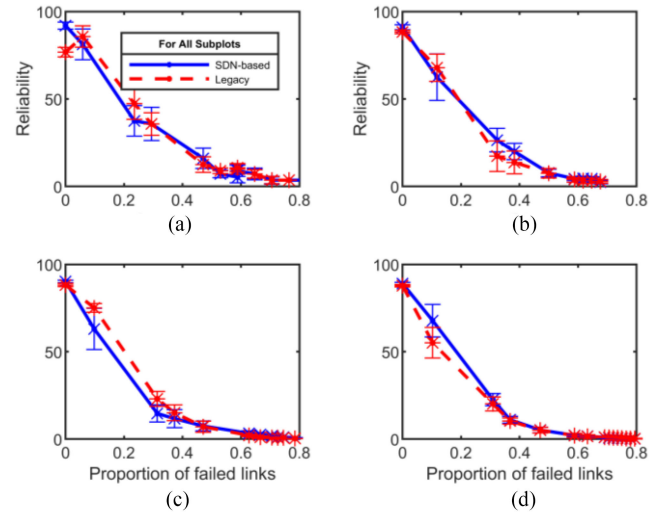 100
50
0
Reliability
For All Subplots
SDN-based
Legacy
0 0.2 0.4 0.6 0.8
(a)
100
50
0
Reliability
0 0.2 0.4 0.6 0.8
(b)
100
50
0
0 0.2 0.4 0.6 0.8
Proportion of failed links
(c)
100
50
0
0 0.2 0.4 0.6 0.8
Proportion of failed links
(d)